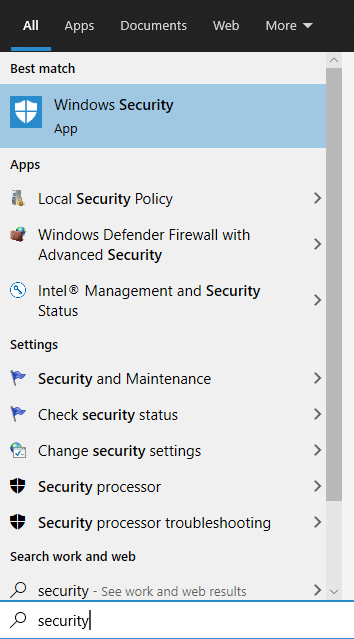 All Apps Documents Web More
Best match
Windows Security
App
Apps
Local Security Policy
Windows Defender Firewall with
Advanced Security
Intel® Management and Security
Status
Settings
Security and Maintenance
Check security status
Change security settings
Security processor
Security processor troubleshooting
Search work and web
security - See work and web results
security